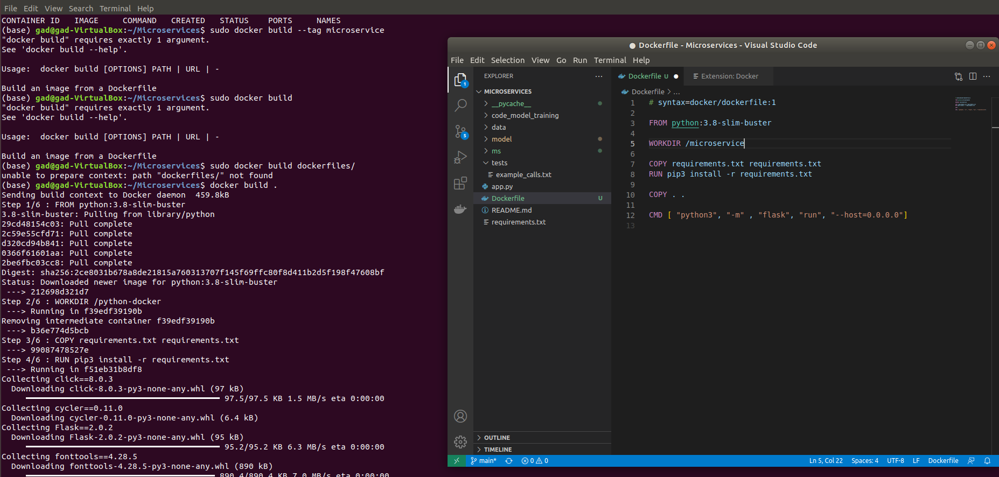 File Edit View Search Terminal Help
CONTAINER ID   IMAGE     COMMAND   CREATED   STATUS    PORTS     NAMES
(base) gad@gad-VirtualBox:~/Microservices$ sudo docker build --tag microservice
"docker build" requires exactly 1 argument.
See 'docker build --help'.
Usage:  docker build [OPTIONS] PATH | URL | -
Build an image from a Dockerfile
(base) gad@gad-VirtualBox:~/Microservices$ sudo docker build
"docker build" requires exactly 1 argument.
See 'docker build --help'.
Usage:  docker build [OPTIONS] PATH | URL | -
Build an image from a Dockerfile
(base) gad@gad-VirtualBox:~/Microservices$ sudo docker build dockerfiles/
unable to prepare context: path "dockerfiles/" not found
(base) gad@gad-VirtualBox:~/Microservices$ docker build .
Sending build context to Docker daemon  459.8kB
Step 1/6 : FROM python:3.8-slim-buster
3.8-slim-buster: Pulling from library/python
29cd48154c03: Pull complete
2c59e55cfd71: Pull complete
d320cd94b841: Pull complete
0366f61601aa: Pull complete
2be6fbc03cc8: Pull complete
Digest: sha256:2ce8031b678a8de21815a760313707f145f69ffc80f8d411b2d5f198f47608bf
Status: Downloaded newer image for python:3.8-slim-buster
 ---> 212698d321d7
Step 2/6 : WORKDIR /python-docker
 ---> Running in f39edf39190b
Removing intermediate container f39edf39190b
 ---> b36e774d5bcb
Step 3/6 : COPY requirements.txt requirements.txt
 ---> 99087478527e
Step 4/6 : RUN pip3 install -r requirements.txt
 ---> Running in f51eb31b8df8
Collecting click==8.0.3
  Downloading click-8.0.3-py3-none-any.whl (97 kB)
97.5/97.5 KB 1.5 MB/s eta 0:00:00
Collecting cycler==0.11.0
  Downloading cycler-0.11.0-py3-none-any.whl (6.4 kB)
Collecting Flask==2.0.2
  Downloading Flask-2.0.2-py3-none-any.whl (95 kB)
95.2/95.2 KB 6.3 MB/s eta 0:00:00
Collecting fonttools==4.28.5
  Downloading fonttools-4.28.5-py3-none-any.whl (890 kB)
890.4/890.4 KB 7.0 MB/s eta 0:00:00
● Dockerfile - Microservices - Visual Studio Code
File Edit Selection View Go Run Terminal Help
1
5
EXPLORER ...
MICROSERVICES
__pycache__
code_model_training
data
model
ms
tests
example_calls.txt
app.py
Dockerfile U
README.md
requirements.txt
OUTLINE
TIMELINE
Dockerfile U ● Extension: Docker ...
Dockerfile > ...
1 # syntax=docker/dockerfile:1
2
3 FROM python:3.8-slim-buster
4
5 WORKDIR /microservice
6
7 COPY requirements.txt requirements.txt
8 RUN pip3 install -r requirements.txt
9
10 COPY . .
11
12 CMD [ "python3", "-m" , "flask", "run", "--host=0.0.0.0"]
13
main* 0 0 Ln 5, Col 22 Spaces: 4 UTF-8 LF Dockerfile